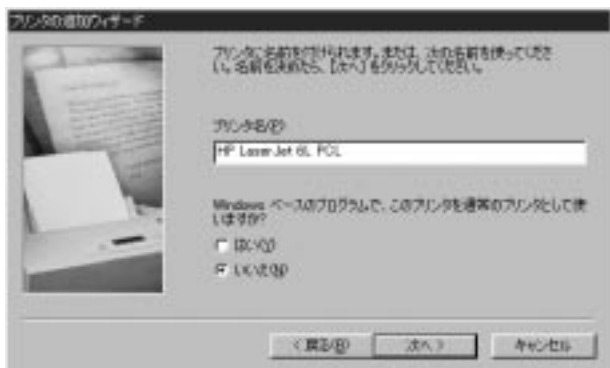 プリンタの追加ウィザード
プリンタに名前を付けられます。または、次の名前を使ってくださ
い。名前を決めたら、[次へ] をクリックしてください。
プリンタ名(P):
HP LaserJet 6L PCL
Windows ベースのプログラムで、このプリンタを通常のプリンタとして使
いますか?
はい(Y)
いいえ(N)
< 戻る(B)
次へ >
キャンセル